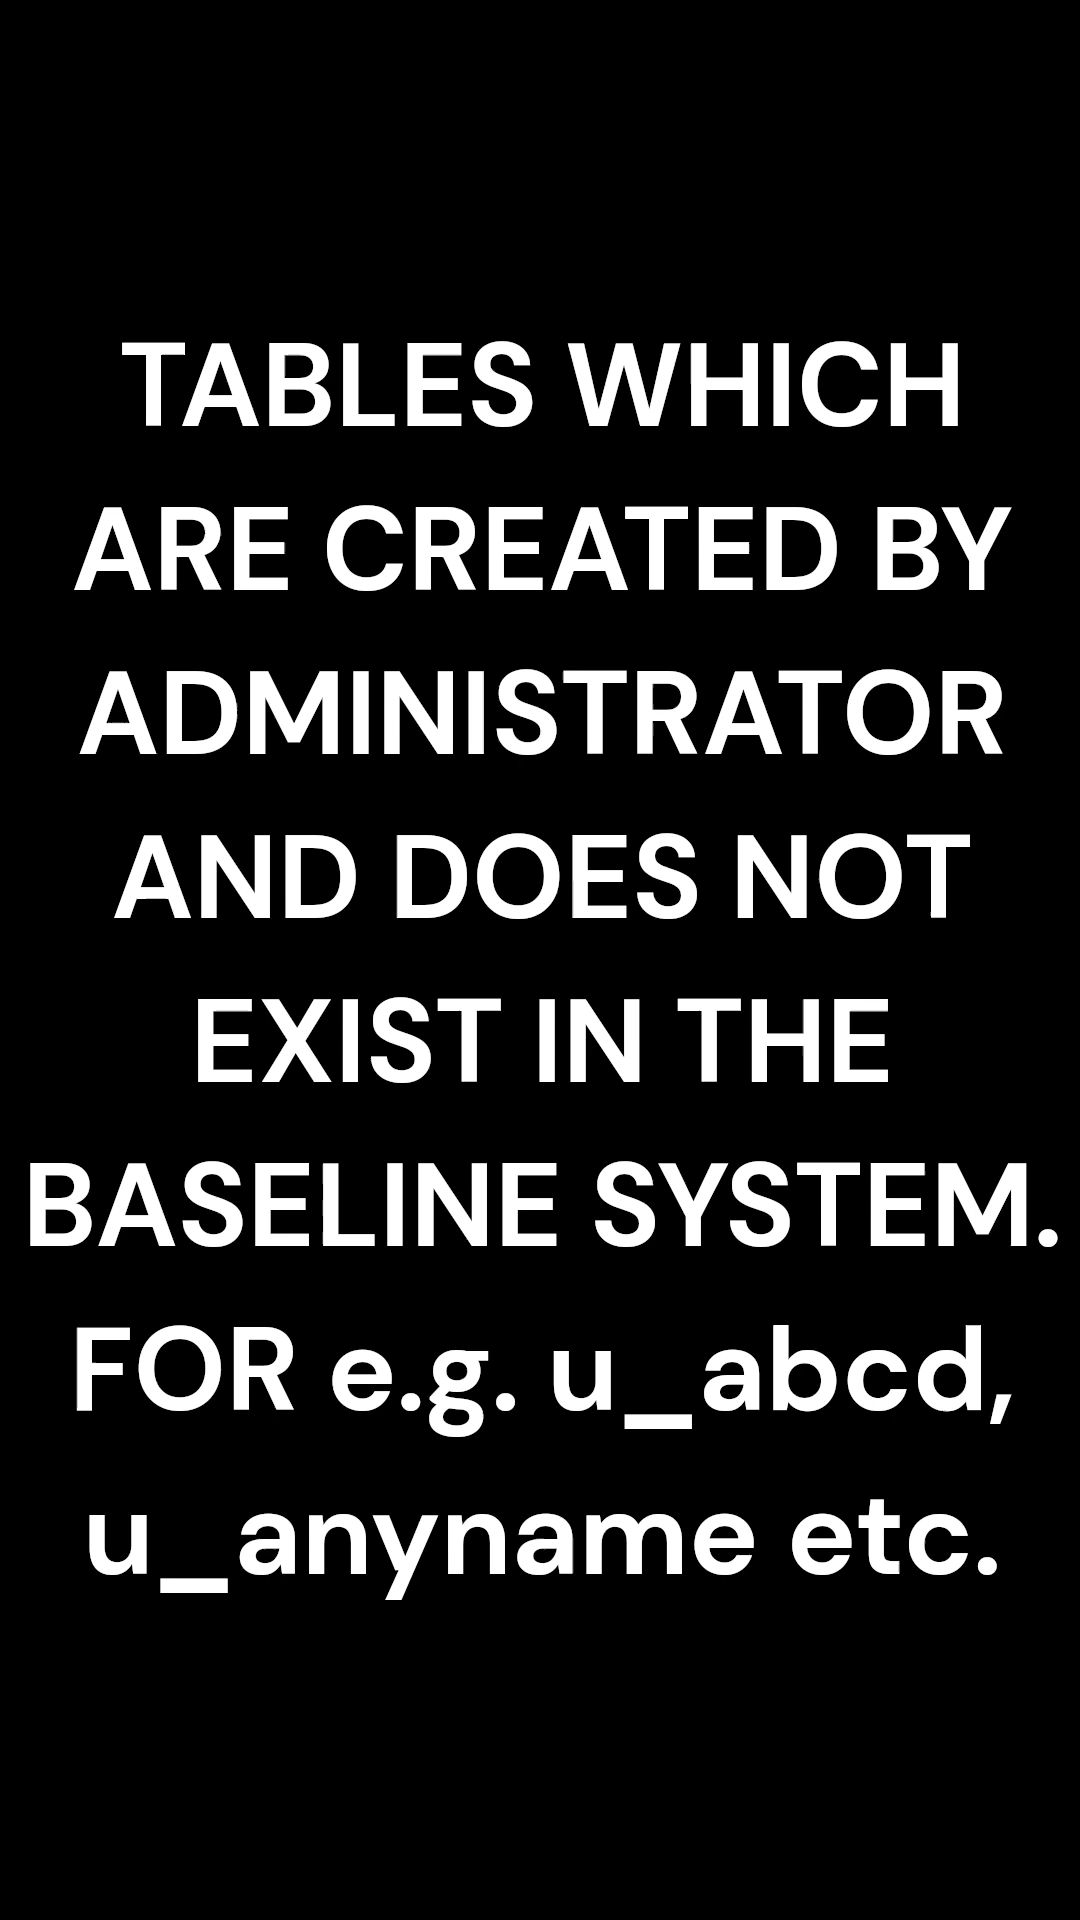 TABLES WHICH
ARE CREATED BY
ADMINISTRATOR
AND DOES NOT
EXIST IN THE
BASELINE SYSTEM.
FOR e.g. u_abcd,
u_anyname etc.